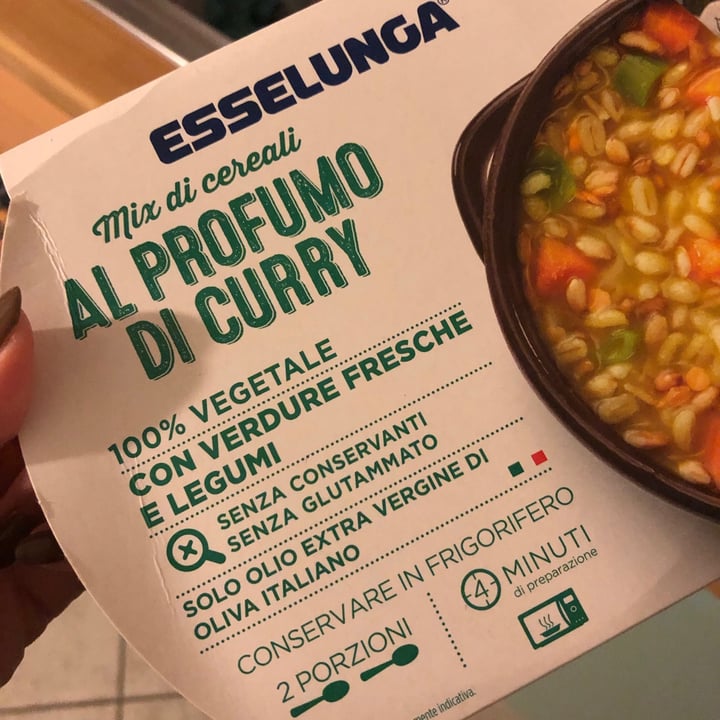 ESSELUNGA®
Mix di cereali
AL PROFUMO
DI CURRY
100% VEGETALE
CON VERDURE FRESCHE
E LEGUMI
SENZA CONSERVANTI
SENZA GLUTAMMATO
SOLO OLIO EXTRA VERGINE DI
OLIVA ITALIANO
CONSERVARE IN FRIGORIFERO
2 PORZIONI
4 MINUTI
di preparazione
indicativa.